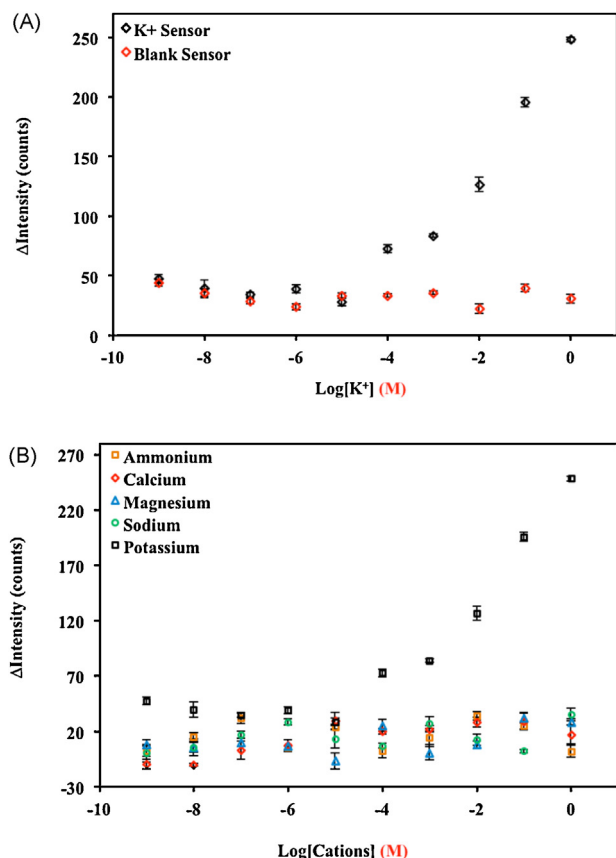 (A)
K+ Sensor
Blank Sensor
250
200
150
100
50
0
ΔIntensity (counts)
-10 -8 -6 -4 -2 0
Log[K⁺] (M)
(B)
Ammonium
Calcium
Magnesium
Sodium
Potassium
270
220
170
120
70
20
-30
ΔIntensity (counts)
-10 -8 -6 -4 -2 0
Log[Cations] (M)